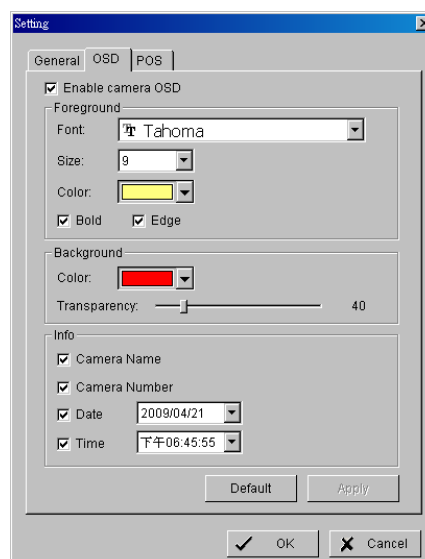 Setting
General OSD POS
Enable camera OSD
Foreground
Font: Tahoma
Size: 9
Color:
Bold Edge
Background
Color:
Transparency: 40
Info
Camera Name
Camera Number
Date 2009/04/21
Time 下午06:45:55
Default Apply
OK Cancel